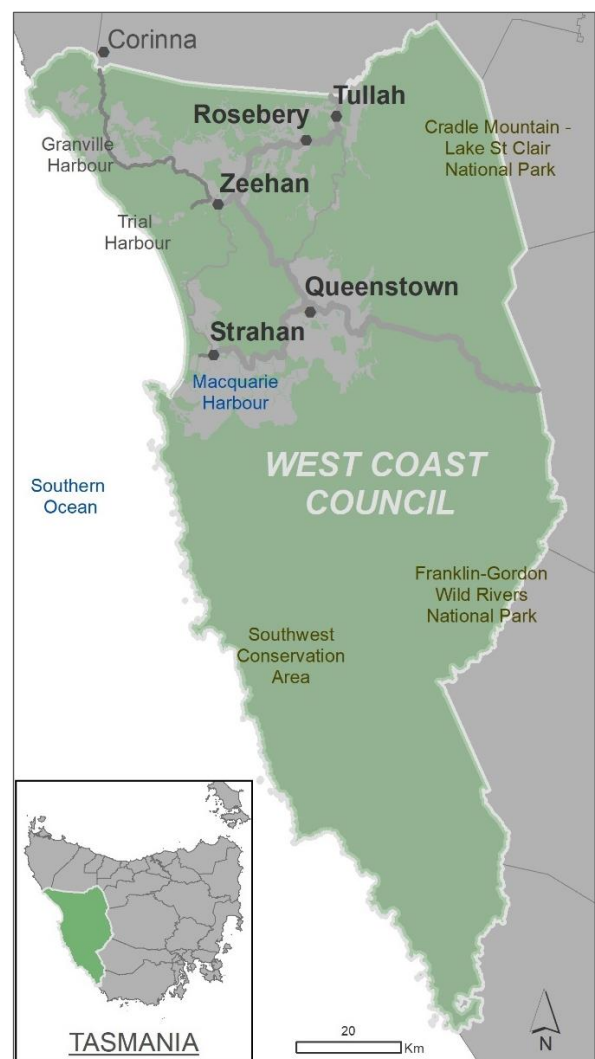 Corinna
Tullah
Rosebery
Cradle Mountain -
Lake St Clair
National Park
Granville
Harbour
Zeehan
Trial
Harbour
Queenstown
Strahan
Macquarie
Harbour
WEST COAST
COUNCIL
Southern
Ocean
Franklin-Gordon
Wild Rivers
National Park
Southwest
Conservation
Area
TASMANIA
20
Km
N